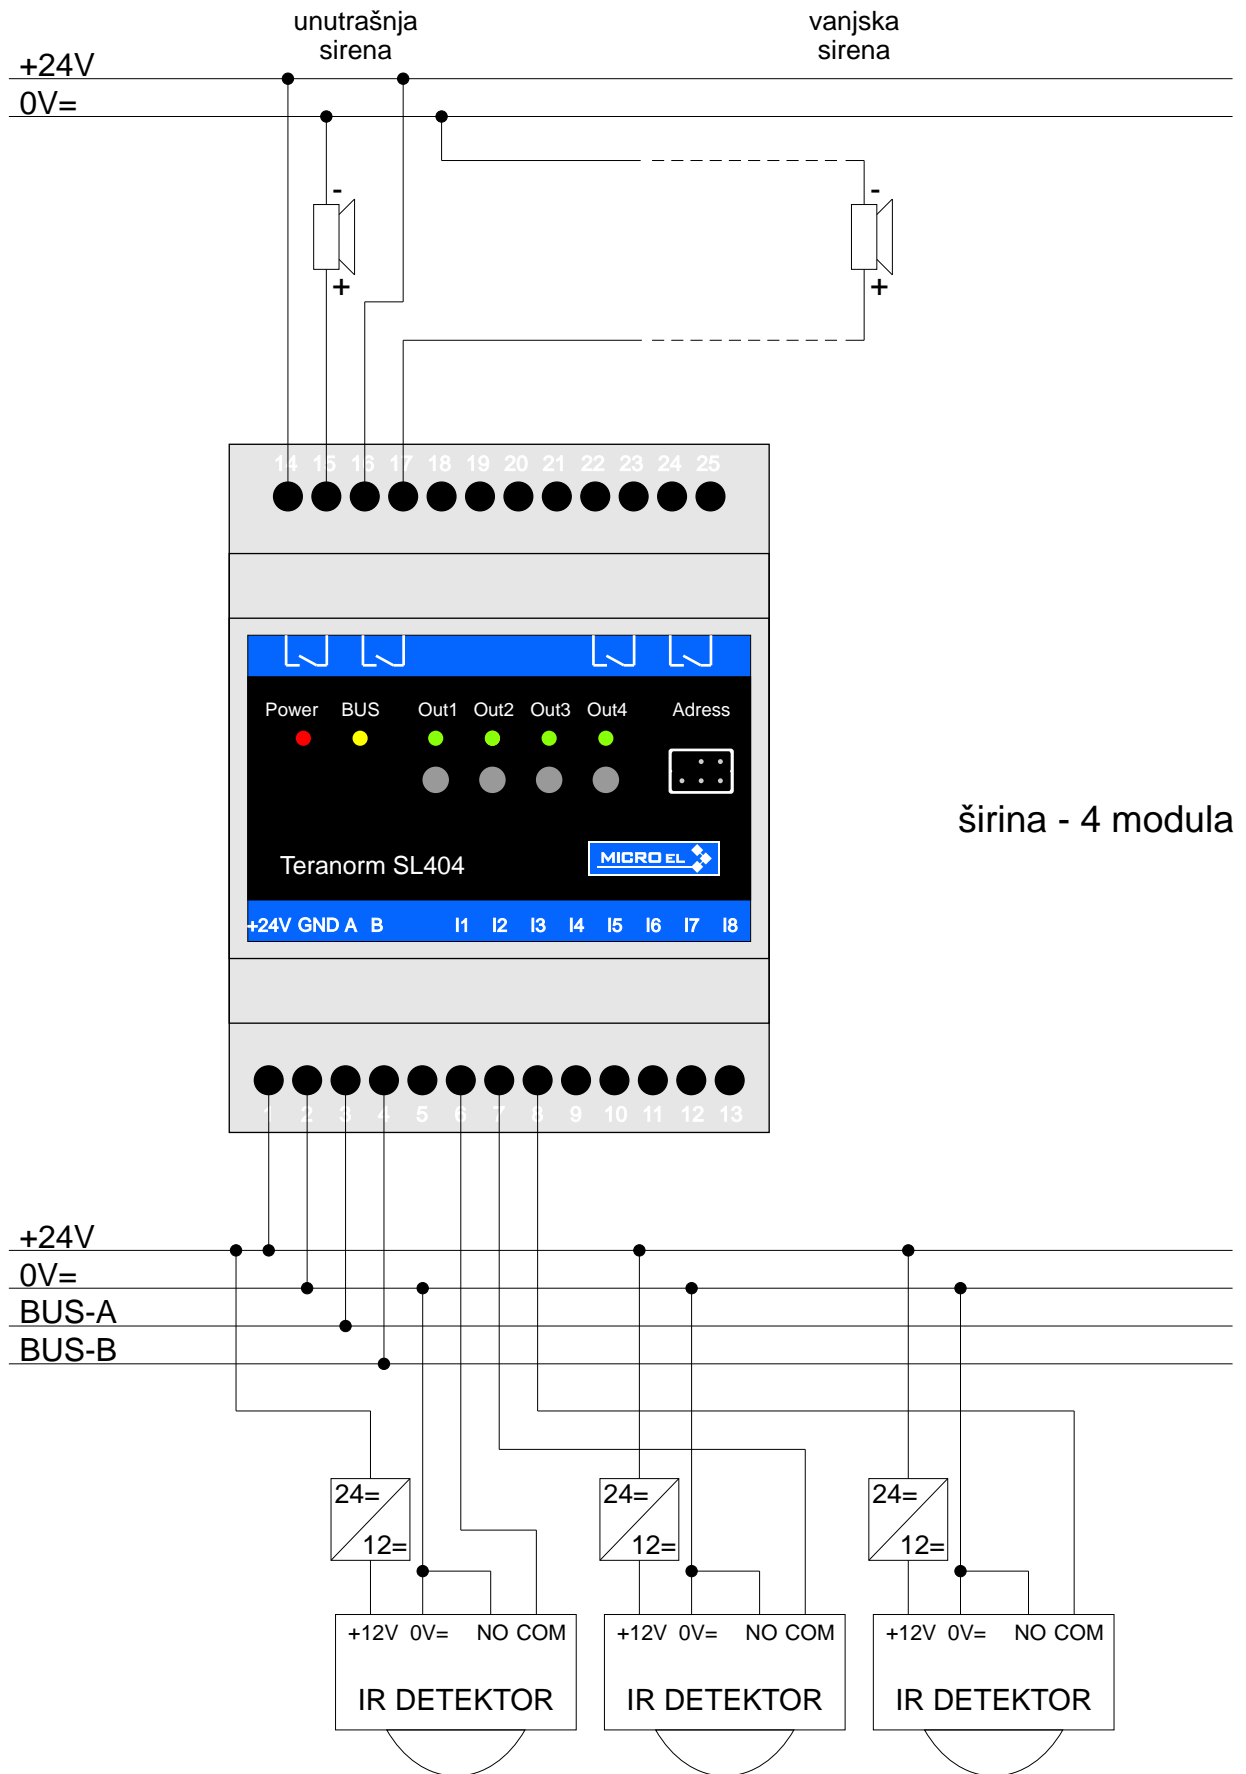 unutrašnja
sirena
vanjska
sirena
+24V
0V=
-
-
+
+
14 15 16 17 18 19 20 21 22 23 24 25
Power BUS Out1 Out2 Out3 Out4 Adress
širina - 4 modula
Teranorm SL404
MICRO EL
+24V GND A B I1 I2 I3 I4 I5 I6 I7 I8
1 2 3 4 5 6 7 8 9 10 11 12 13
+24V
0V=
BUS-A
BUS-B
24= 24= 24=
12= 12= 12=
+12V 0V= NO COM +12V 0V= NO COM +12V 0V= NO COM
IR DETEKTOR IR DETEKTOR IR DETEKTOR